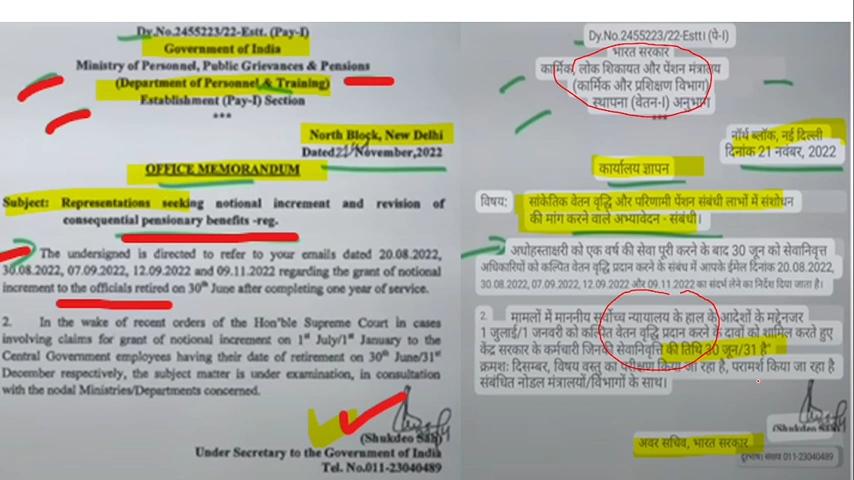 Dy.No.2455223/22-Estt. (Pay-I)
Government of India
Ministry of Personnel, Public Grievances & Pensions
(Department of Personnel & Training)
Establishment (Pay-I) Section
***
North Block, New Delhi
Dated 21 November,2022
OFFICE MEMORANDUM
Subject: Representations seeking notional increment and revision of
consequential pensionary benefits -reg.
The undersigned is directed to refer to your emails dated 20.08.2022,
30.08.2022, 07.09.2022, 12.09.2022 and 09.11.2022 regarding the grant of notional
increment to the officials retired on 30th June after completing one year of service.
2. In the wake of recent orders of the Hon'ble Supreme Court in cases
involving claims for grant of notional increment on 1st July/1st January to the
Central Government employees having their date of retirement on 30th June/31st
December respectively, the subject matter is under examination, in consultation
with the nodal Ministries/Departments concerned.
(Shukdeo Sah)
Under Secretary to the Government of India
Tel. No.011-23040489
Dy.No.2455223/22-Estt। (पे-I)
भारत सरकार
कार्मिक, लोक शिकायत और पेंशन मंत्रालय
(कार्मिक और प्रशिक्षण विभाग)
स्थापना (वेतन-I) अनुभाग
***
नॉर्थ ब्लॉक, नई दिल्ली
दिनांक 21 नवंबर, 2022
कार्यालय ज्ञापन
विषय: सांकेतिक वेतन वृद्धि और परिणामी पेंशन संबंधी लाभों में संशोधन
की मांग करने वाले अभ्यावेदन - संबंधी।
अधोहस्ताक्षरी को एक वर्ष की सेवा पूरी करने के बाद 30 जून को सेवानिवृत्त
अधिकारियों को कल्पित वेतन वृद्धि प्रदान करने के संबंध में आपके ईमेल दिनांक 20.08.2022,
30.08.2022, 07.09.2022, 12.09.2022 और 09.11.2022 का संदर्भ लेने का निर्देश दिया जाता है।
2. मामलों में माननीय सर्वोच्च न्यायालय के हाल के आदेशों के मद्देनजर
1 जुलाई/1 जनवरी को कल्पित वेतन वृद्धि प्रदान करने के दावों को शामिल करते हुए
केंद्र सरकार के कर्मचारी जिनकी सेवानिवृत्ति की तिथि 30 जून/31 है"
क्रमशः दिसम्बर, विषय वस्तु का परीक्षण किया जा रहा है, परामर्श किया जा रहा है
संबंधित नोडल मंत्रालयों/विभागों के साथ।
(Shukdeo Sah)
अवर सचिव, भारत सरकार
दूरभाष। संख्या 011-23040489